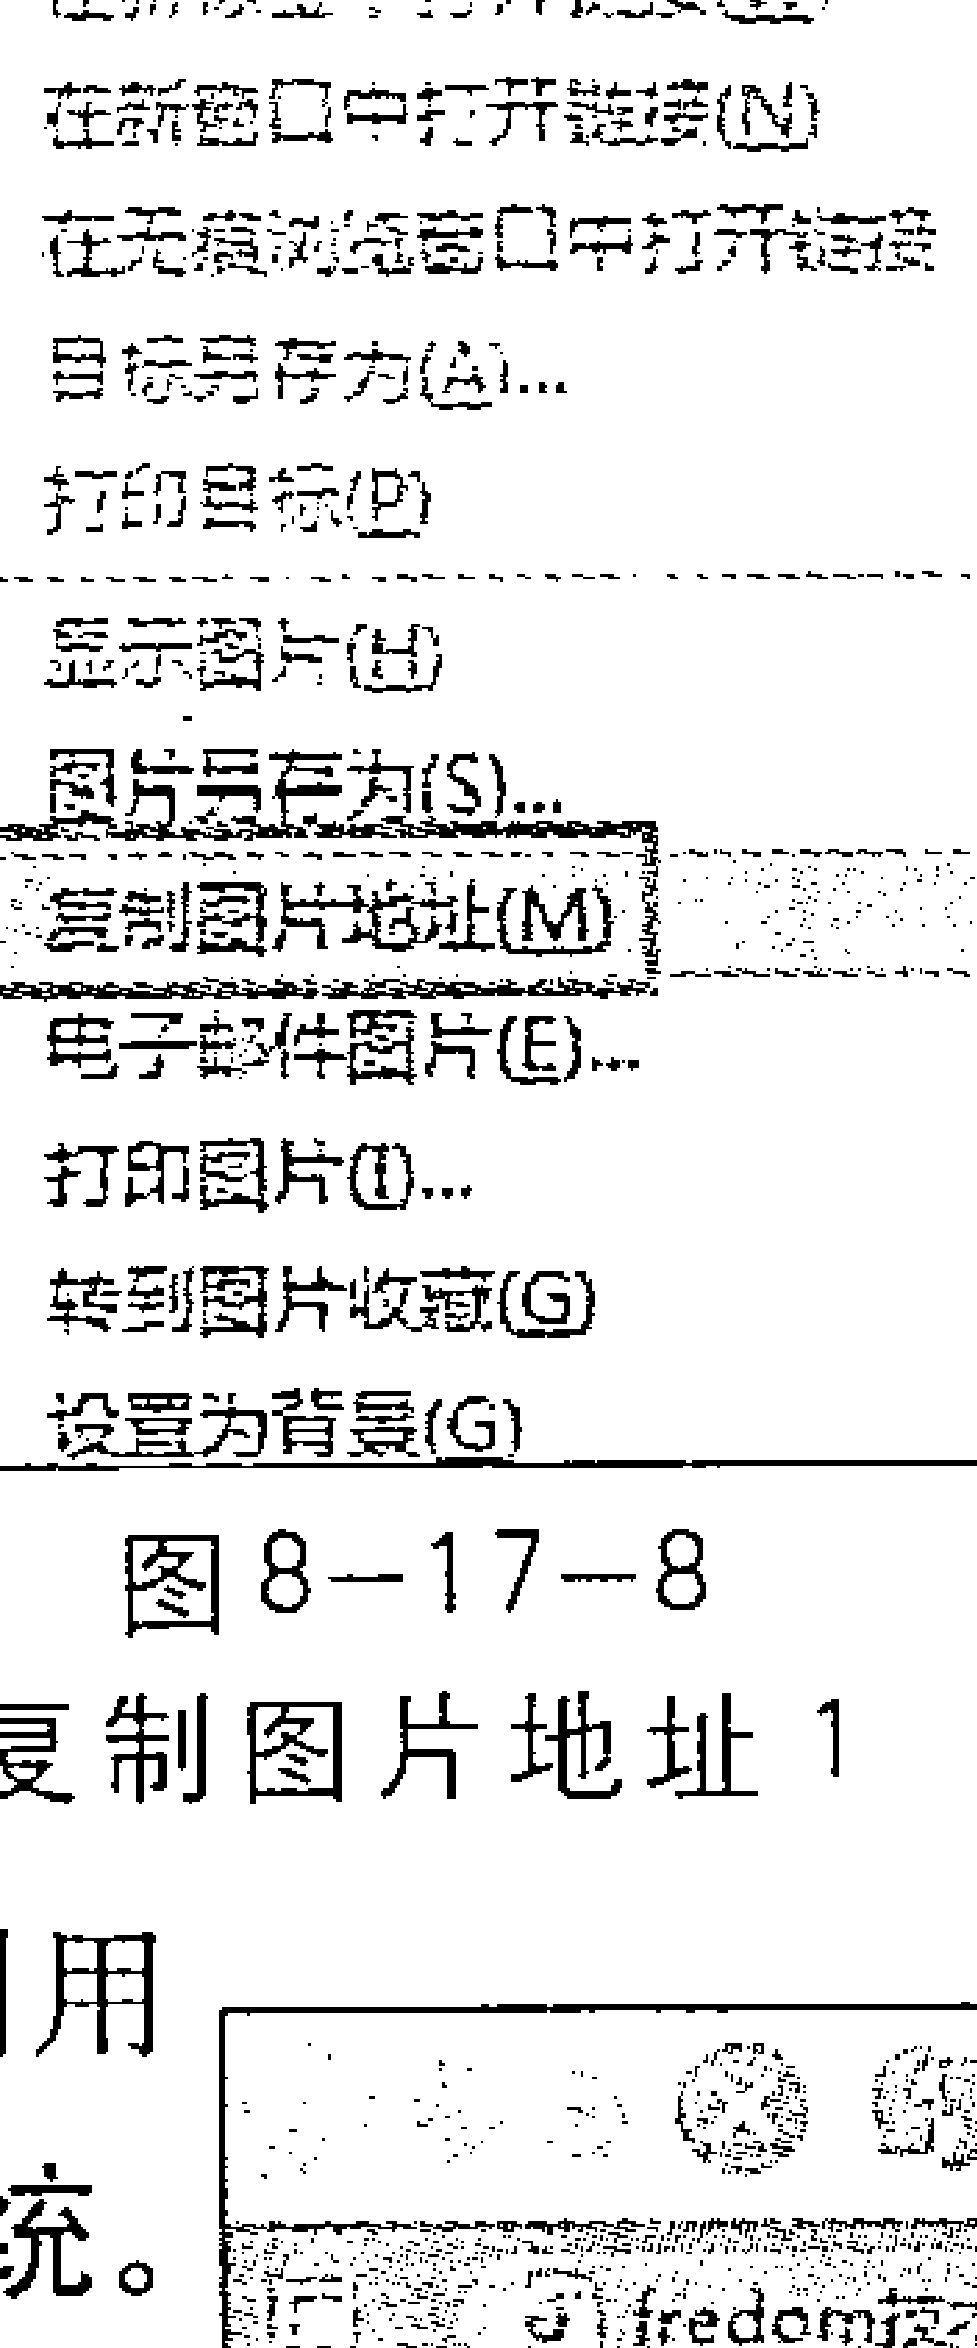 在新窗口中打开链接(N)
在无痕浏览窗口中打开链接
目标另存为(A)...
打印目标(P)
显示图片(H)
图片另存为(S)...
复制图片地址(M)
电子邮件图片(E)...
打印图片(I)...
转到图片收藏(G)
设置为背景(G)
图 8－17－8
复制图片地址 1
用
统。